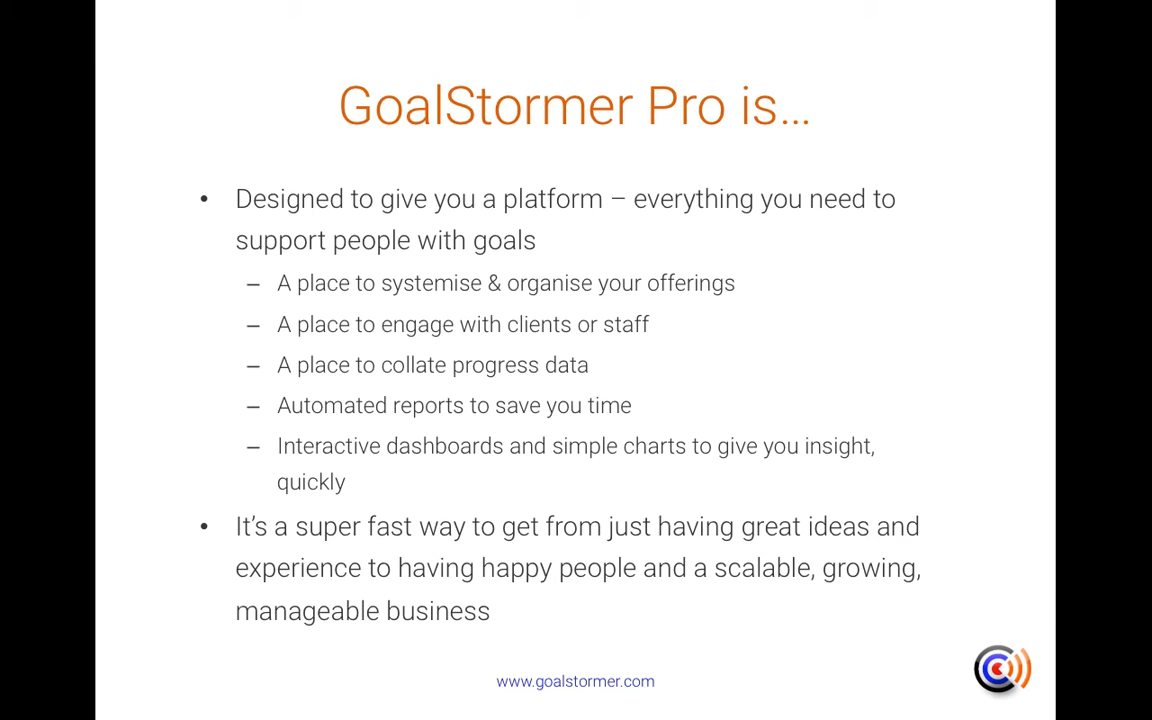 GoalStormer Pro is...
• Designed to give you a platform – everything you need to
support people with goals
– A place to systemise & organise your offerings
– A place to engage with clients or staff
– A place to collate progress data
– Automated reports to save you time
– Interactive dashboards and simple charts to give you insight,
quickly
• It’s a super fast way to get from just having great ideas and
experience to having happy people and a scalable, growing,
manageable business
www.goalstormer.com